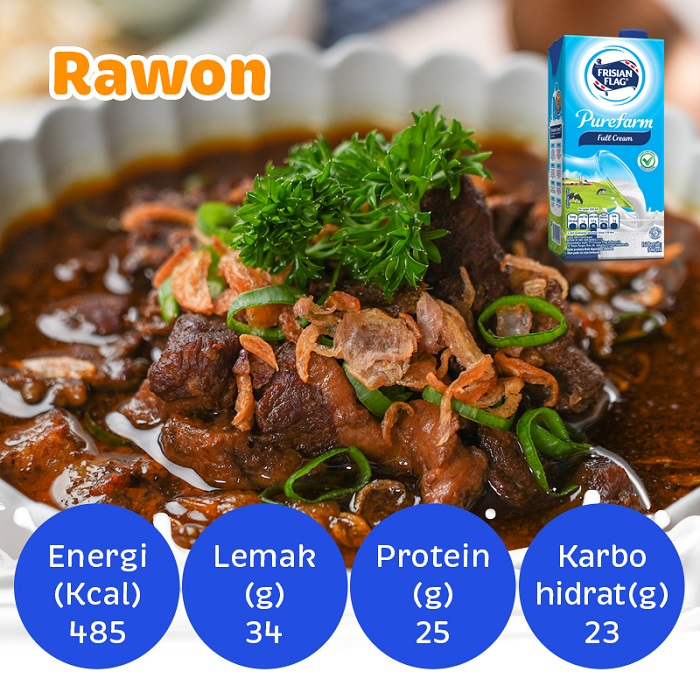 Rawon
FRISIAN
FLAG
Purefarm
Full Cream
Energi
(Kcal)
485
Lemak
(g)
34
Protein
(g)
25
Karbo
hidrat(g)
23